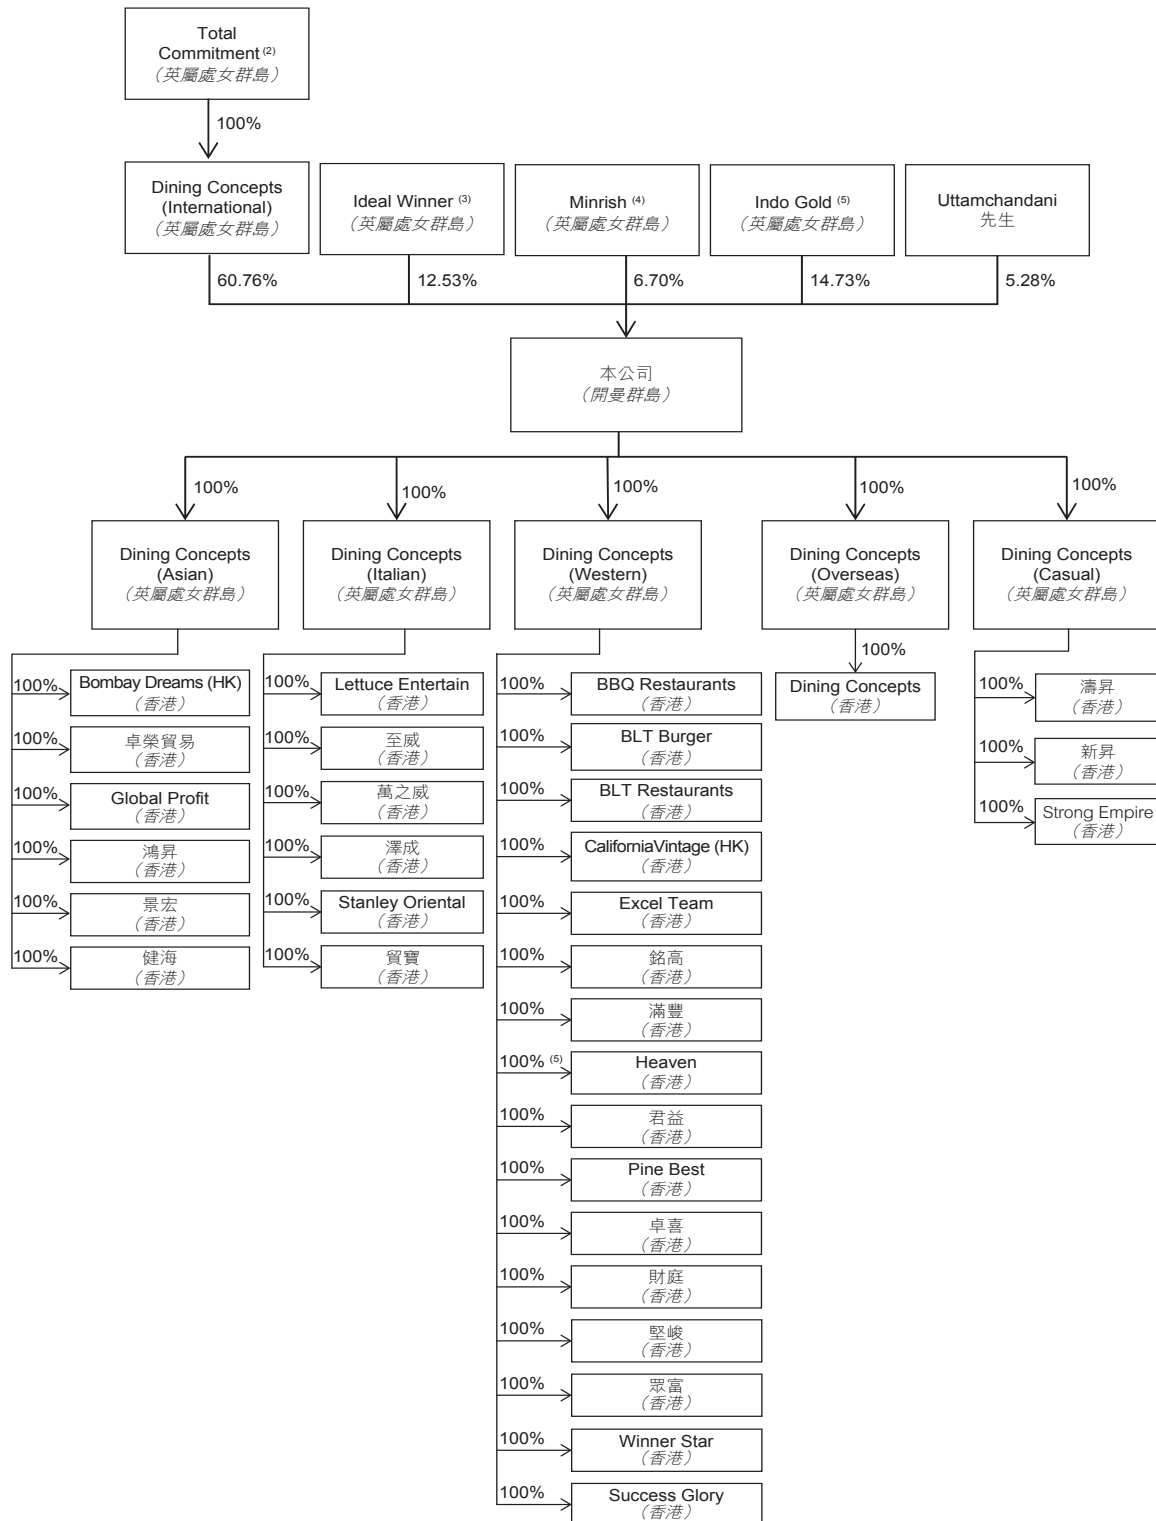 Total
Commitment (2)
（英屬處女群島）
100%
Dining Concepts
(International)
（英屬處女群島）
Ideal Winner (3)
（英屬處女群島）
Minrish (4)
（英屬處女群島）
Indo Gold (5)
（英屬處女群島）
Uttamchandani
先生
60.76%
12.53%
6.70%
14.73%
5.28%
本公司
（開曼群島）
100%
100%
100%
100%
100%
Dining Concepts
(Asian)
（英屬處女群島）
Dining Concepts
(Italian)
（英屬處女群島）
Dining Concepts
(Western)
（英屬處女群島）
Dining Concepts
(Overseas)
（英屬處女群島）
Dining Concepts
(Casual)
（英屬處女群島）
100%
Bombay Dreams (HK)
（香港）
100%
卓榮貿易
（香港）
100%
Global Profit
（香港）
100%
鴻昇
（香港）
100%
景宏
（香港）
100%
健海
（香港）
100%
Lettuce Entertain
（香港）
100%
至威
（香港）
100%
萬之威
（香港）
100%
澤成
（香港）
100%
Stanley Oriental
（香港）
100%
貿寶
（香港）
100%
BBQ Restaurants
（香港）
100%
BLT Burger
（香港）
100%
BLT Restaurants
（香港）
100%
CaliforniaVintage (HK)
（香港）
100%
Excel Team
（香港）
100%
銘高
（香港）
100%
滿豐
（香港）
100% (5)
Heaven
（香港）
100%
君益
（香港）
100%
Pine Best
（香港）
100%
卓喜
（香港）
100%
財庭
（香港）
100%
堅峻
（香港）
100%
眾富
（香港）
100%
Winner Star
（香港）
100%
Success Glory
（香港）
100%
Dining Concepts
（香港）
100%
濤昇
（香港）
100%
新昇
（香港）
100%
Strong Empire
（香港）